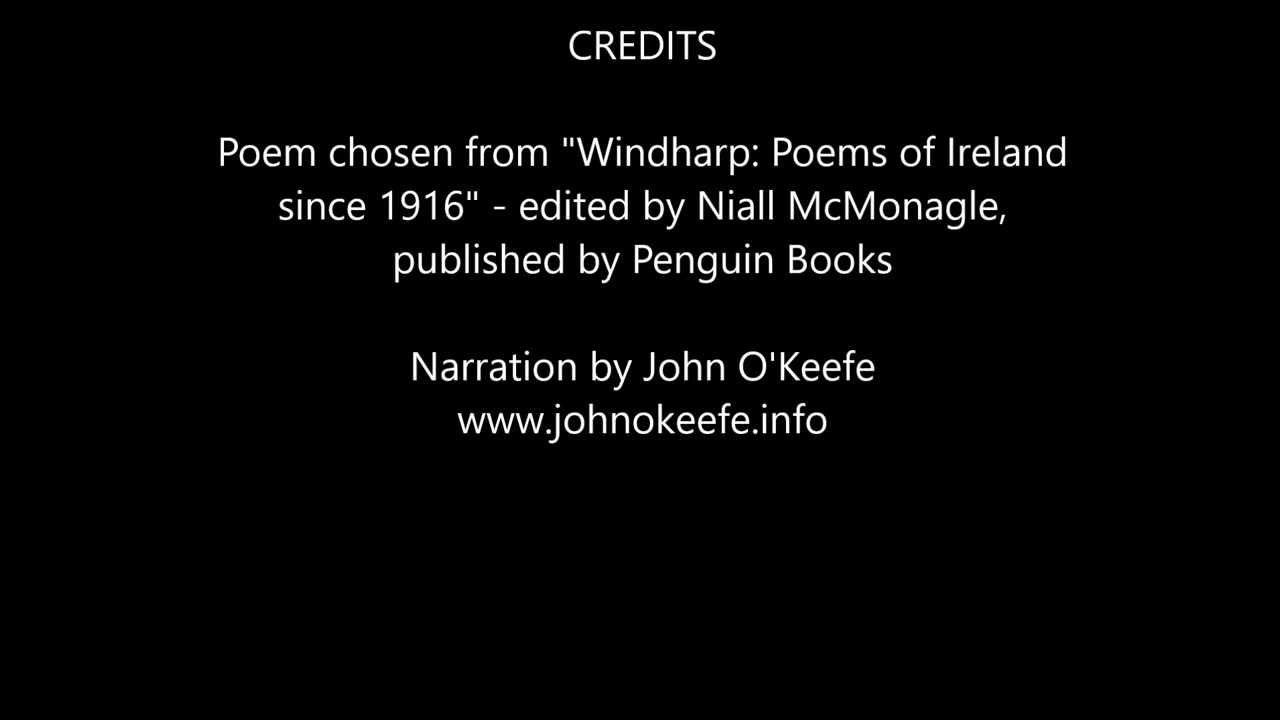 CREDITS
Poem chosen from "Windharp: Poems of Ireland
since 1916" - edited by Niall McMonagle,
published by Penguin Books
Narration by John O'Keefe
www.johnokeefe.info